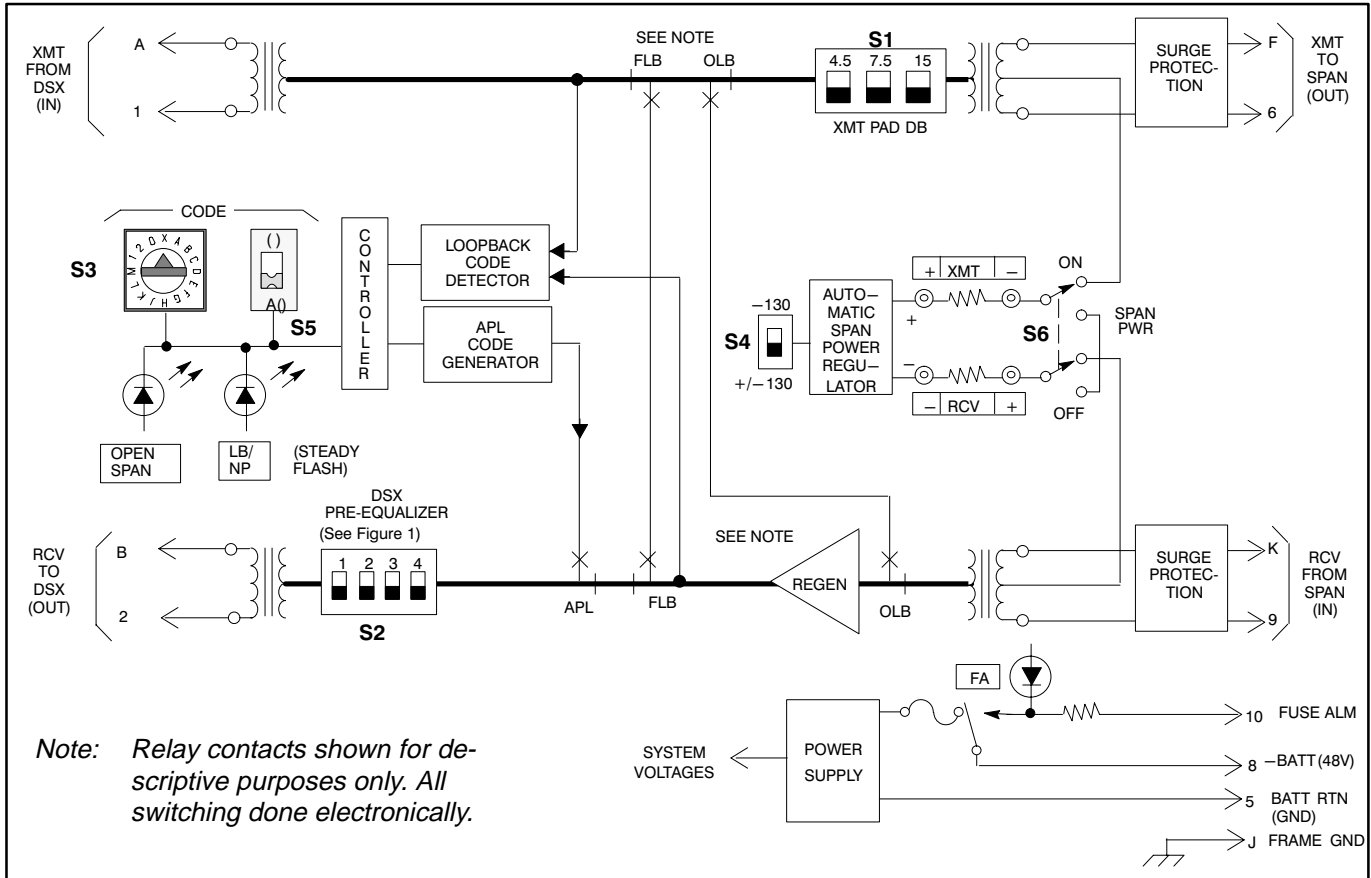 XMT
FROM
DSX
(IN)
A
1
SEE NOTE
FLB
OLB
S1
4.5 7.5 15
XMT PAD DB
SURGE
PROTEC-
TION
F
6
XMT
TO
SPAN
(OUT)
CODE
S3
M 1 2 0 X A B C D E F G H J K L
( )
A()
S5
CONTROLLER
LOOPBACK
CODE
DETECTOR
APL
CODE
GENERATOR
OPEN
SPAN
LB/
NP
(STEADY
FLASH)
S4
−130
+/−130
AUTO−
MATIC
SPAN
POWER
REGU−
LATOR
+
−
+ XMT −
− RCV +
ON
S6
SPAN
PWR
OFF
RCV
TO
DSX
(OUT)
B
2
DSX
PRE-EQUALIZER
(See Figure 1)
1 2 3 4
S2
APL
FLB
SEE NOTE
REGEN
OLB
SURGE
PROTEC-
TION
K
9
RCV
FROM
SPAN
(IN)
FA
SYSTEM
VOLTAGES
POWER
SUPPLY
10 FUSE ALM
8 −BATT (48V)
5 BATT RTN
(GND)
J FRAME GND
Note: Relay contacts shown for de-
scriptive purposes only. All
switching done electronically.